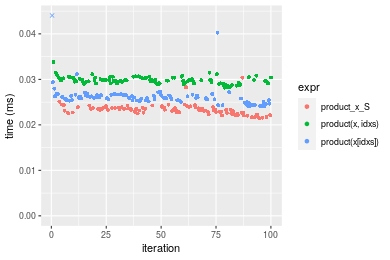 time (ms)
0.04
0.03
0.02
0.01
0.00
0
25
50
75
100
iteration
expr
product_x_S
product(x, idxs)
product(x[idxs])